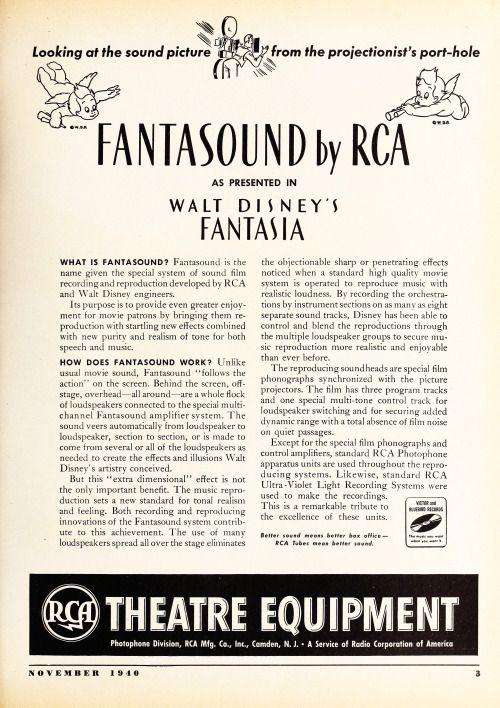 Looking at the sound picture from the projectionist's port-hole
© W.D.P.
© W.D.P.
FANTASOUND by RCA
AS PRESENTED IN
WALT DISNEY'S
FANTASIA
WHAT IS FANTASOUND? Fantasound is the
name given the special system of sound film
recording and reproduction developed by RCA
and Walt Disney engineers.
Its purpose is to provide even greater enjoy-
ment for movie patrons by bringing them re-
production with startling new effects combined
with new purity and realism of tone for both
speech and music.
HOW DOES FANTASOUND WORK? Unlike
usual movie sound, Fantasound "follows the
action" on the screen. Behind the screen, off-
stage, overhead—all around—are a whole flock
of loudspeakers connected to the special multi-
channel Fantasound amplifier system. The
sound veers automatically from loudspeaker to
loudspeaker, section to section, or is made to
come from several or all of the loudspeakers as
needed to create the effects and illusions Walt
Disney's artistry conceived.
But this "extra dimensional" effect is not
the only important benefit. The music repro-
duction sets a new standard for tonal realism
and feeling. Both recording and reproducing
innovations of the Fantasound system contrib-
ute to this achievement. The use of many
loudspeakers spread all over the stage eliminates
the objectionable sharp or penetrating effects
noticed when a standard high quality movie
system is operated to reproduce music with
realistic loudness. By recording the orchestra-
tions by instrument sections on as many as eight
separate sound tracks, Disney has been able to
control and blend the reproductions through
the multiple loudspeaker groups to secure mu-
sic reproduction more realistic and enjoyable
than ever before.
The reproducing soundheads are special film
phonographs synchronized with the picture
projectors. The film has three program tracks
and one special multi-tone control track for
loudspeaker switching and for securing added
dynamic range with a total absence of film noise
on quiet passages.
Except for the special film phonographs and
control amplifiers, standard RCA Photophone
apparatus units are used throughout the repro-
ducing systems. Likewise, standard RCA
Ultra-Violet Light Recording Systems were
used to make the recordings.
This is a remarkable tribute to
the excellence of these units.
Better sound means better box office—
RCA Tubes mean better sound.
VICTOR and
BLUEBIRD RECORDS
The music you want
when you want it
RCA THEATRE EQUIPMENT
Photophone Division, RCA Mfg. Co., Inc., Camden, N. J. • A Service of Radio Corporation of America
NOVEMBER 1940 3